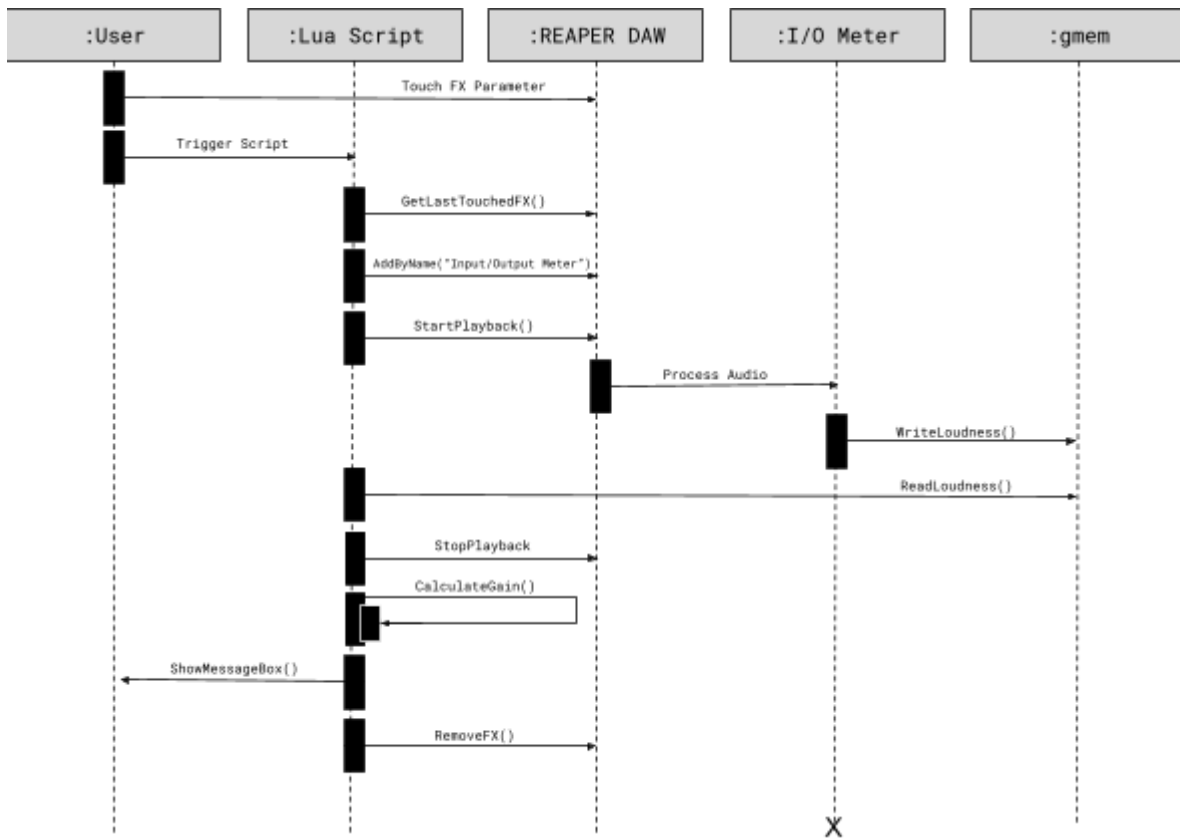 :User
:Lua Script
:REAPER DAW
:I/O Meter
:gmem
Touch FX Parameter
Trigger Script
GetLastTouchedFX()
AddByName("Input/Output Meter")
StartPlayback()
Process Audio
WriteLoudness()
ReadLoudness()
StopPlayback
CalculateGain()
ShowMessageBox()
RemoveFX()
X